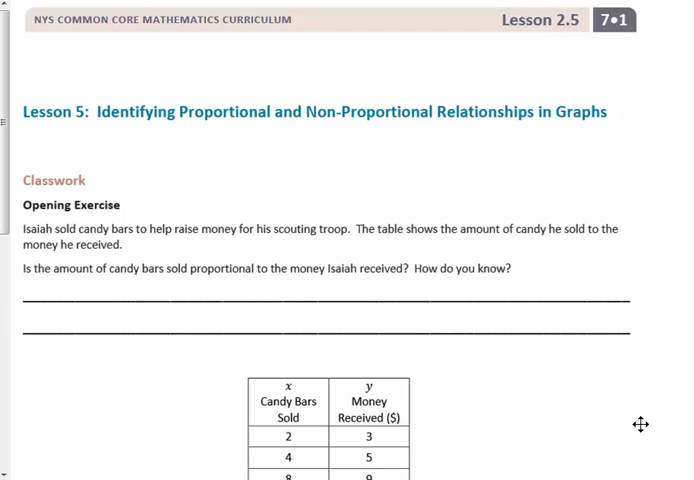 NYS COMMON CORE MATHEMATICS CURRICULUM Lesson 2.5 7•1
Lesson 5: Identifying Proportional and Non-Proportional Relationships in Graphs
Classwork
Opening Exercise
Isaiah sold candy bars to help raise money for his scouting troop. The table shows the amount of candy he sold to the
money he received.
Is the amount of candy bars sold proportional to the money Isaiah received? How do you know?
x y
Candy Bars Money
Sold Received ($)
2 3
4 5
8 9